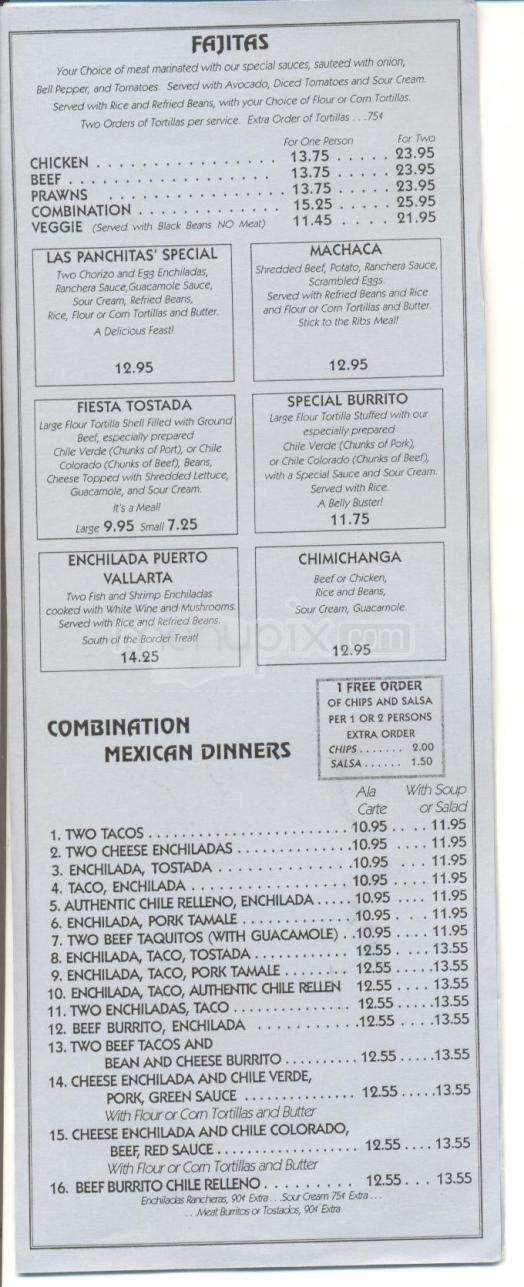 FAJITAS
Your Choice of meat marinated with our special sauces, sauteed with onion,
Bell Pepper, and Tomatoes. Served with Avocado, Diced Tomatoes and Sour Cream.
Served with Rice and Refried Beans, with your Choice of Flour or Corn Tortillas.
Two Orders of Tortillas per service. Extra Order of Tortillas . . .75¢
For One Person For Two
CHICKEN . . . . . . . . . . . . . . . . . 13.75 . . . . . 23.95
BEEF . . . . . . . . . . . . . . . . . . . . 13.75 . . . . . 23.95
PRAWNS . . . . . . . . . . . . . . . . . 13.75 . . . . . 23.95
COMBINATION . . . . . . . . . . . . . 15.25 . . . . . 25.95
VEGGIE (Served with Black Beans NO Meat) 11.45 . . . . 21.95
LAS PANCHITAS' SPECIAL
Two Chorizo and Egg Enchiladas,
Ranchera Sauce,Guacamole Sauce,
Sour Cream, Refried Beans,
Rice, Flour or Corn Tortillas and Butter.
A Delicious Feast!
12.95
MACHACA
Shredded Beef, Potato, Ranchera Sauce,
Scrambled Eggs.
Served with Refried Beans and Rice
and Flour or Corn Tortillas and Butter.
Stick to the Ribs Meal!
12.95
FIESTA TOSTADA
Large Flour Tortilla Shell Filled with Ground
Beef, especially prepared
Chile Verde (Chunks of Port), or Chile
Colorado (Chunks of Beef), Beans,
Cheese Topped with Shredded Lettuce,
Guacamole, and Sour Cream.
It's a Meal!
Large 9.95 Small 7.25
SPECIAL BURRITO
Large Flour Tortilla Stuffed with our
especially prepared
Chile Verde (Chunks of Pork),
or Chile Colorado (Chunks of Beef),
with a Special Sauce and Sour Cream.
Served with Rice.
A Belly Buster!
11.75
ENCHILADA PUERTO
VALLARTA
Two Fish and Shrimp Enchiladas
cooked with White Wine and Mushrooms.
Served with Rice and Refried Beans.
South of the Border Treat!
14.25
CHIMICHANGA
Beef or Chicken,
Rice and Beans,
Sour Cream, Guacamole.
12.95
menupix.com
1 FREE ORDER
OF CHIPS AND SALSA
PER 1 OR 2 PERSONS
EXTRA ORDER
CHIPS . . . . . . . 2.00
SALSA . . . . . . 1.50
COMBINATION
MEXICAN DINNERS
Ala With Soup
Carte or Salad
1. TWO TACOS . . . . . . . . . . . . . . . . . . . . . . . 10.95 . . . . 11.95
2. TWO CHEESE ENCHILADAS . . . . . . . . . . . . .10.95 . . . . 11.95
3. ENCHILADA, TOSTADA . . . . . . . . . . . . . . . .10.95 . . . 11.95
4. TACO, ENCHILADA . . . . . . . . . . . . . . . . . . 10.95 . . . . 11.95
5. AUTHENTIC CHILE RELLENO, ENCHILADA . . . . . 10.95 . . . . 11.95
6. ENCHILADA, PORK TAMALE . . . . . . . . . . . . . 10.95 . . . 11.95
7. TWO BEEF TAQUITOS (WITH GUACAMOLE) . .10.95 . . . . 11.95
8. ENCHILADA, TACO, TOSTADA . . . . . . . . . . . 12.55 . . . . . 13.55
9. ENCHILADA, TACO, PORK TAMALE . . . . . . . . 12.55 . . . . .13.55
10. ENCHILADA, TACO, AUTHENTIC CHILE RELLEN 12.55 . . . . 13.55
11. TWO ENCHILADAS, TACO . . . . . . . . . . . . . . 12.55 . . . . .13.55
12. BEEF BURRITO, ENCHILADA . . . . . . . . . . . .12.55 . . . .13.55
13. TWO BEEF TACOS AND
BEAN AND CHEESE BURRITO . . . . . . . . . . 12.55 . . . . .13.55
14. CHEESE ENCHILADA AND CHILE VERDE,
PORK, GREEN SAUCE . . . . . . . . . . . . . . . 12.55 . . . . .13.55
With Flour or Corn Tortillas and Butter
15. CHEESE ENCHILADA AND CHILE COLORADO,
BEEF, RED SAUCE . . . . . . . . . . . . . . . . . . 12.55 . . . . 13.55
With Flour or Corn Tortillas and Butter
16. BEEF BURRITO CHILE RELLENO . . . . . . . . . 12.55 . . . 13.55
Enchiladas Rancheras, 90¢ Extra . . .Sour Cream 75¢ Extra . . .
. . .Meat Burritos or Tostados, 90¢ Extra